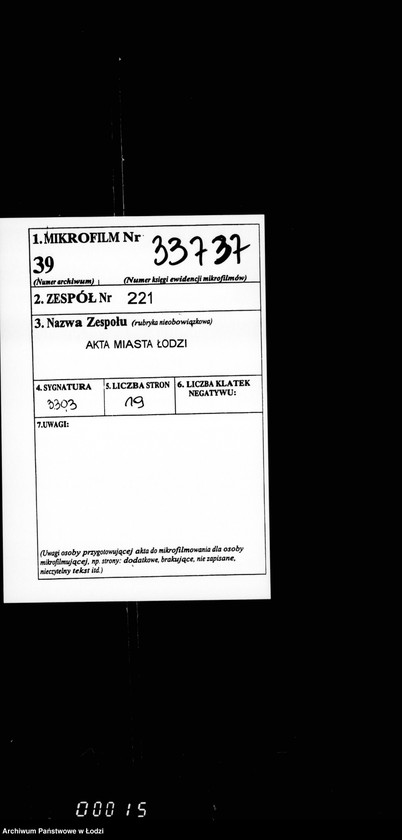 1. MIKROFILM Nr 33737
39
(Numer archiwum) (Numer księgi ewidencji mikrofilmów)
2. ZESPÓŁ Nr 221
3. Nazwa Zespołu (rubryka nieobowiązkowa)
AKTA MIASTA ŁODZI
4. SYGNATURA 5. LICZBA STRON 6. LICZBA KLATEK
NEGATYWU:
3303 19
7. UWAGI:
(Uwagi osoby przygotowującej akta do mikrofilmowania dla osoby
mikrofilmującej, np. strony: dodatkowe, brakujące, nie zapisane,
nieczytelny tekst itd.)
00015
Archiwum Państwowe w Łodzi